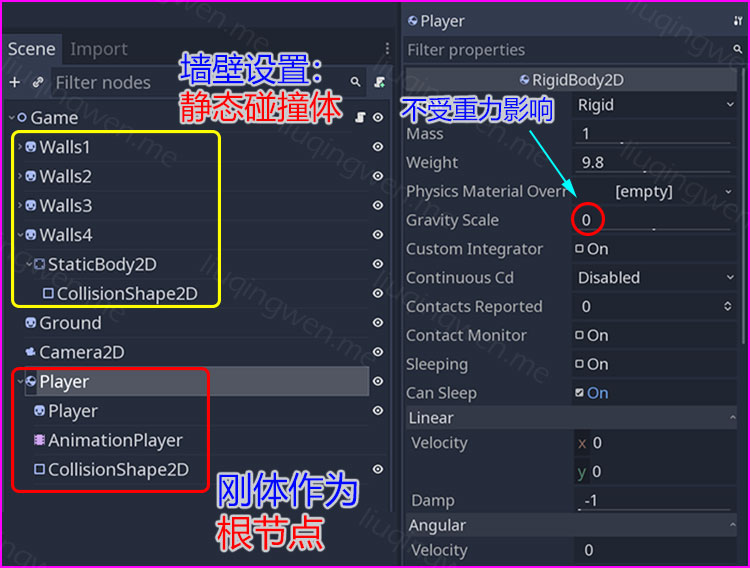 Scene
Import
Filter nodes
墙壁设置：
静态碰撞体
Game
Walls1
Walls2
Walls3
Walls4
StaticBody2D
CollisionShape2D
Ground
Camera2D
Player
Player
AnimationPlayer
CollisionShape2D
刚体作为
根节点
Player
Filter properties
RigidBody2D
Rigid
不受重力影响
Mass 1
Weight 9.8
Physics Material Overr [empty]
Gravity Scale 0
Custom Integrator On
Continuous Cd Disabled
Contacts Reported 0
Contact Monitor On
Sleeping On
Can Sleep On
Linear
Velocity x 0
y 0
Damp -1
Angular
Velocity 0
liuqingwen.me